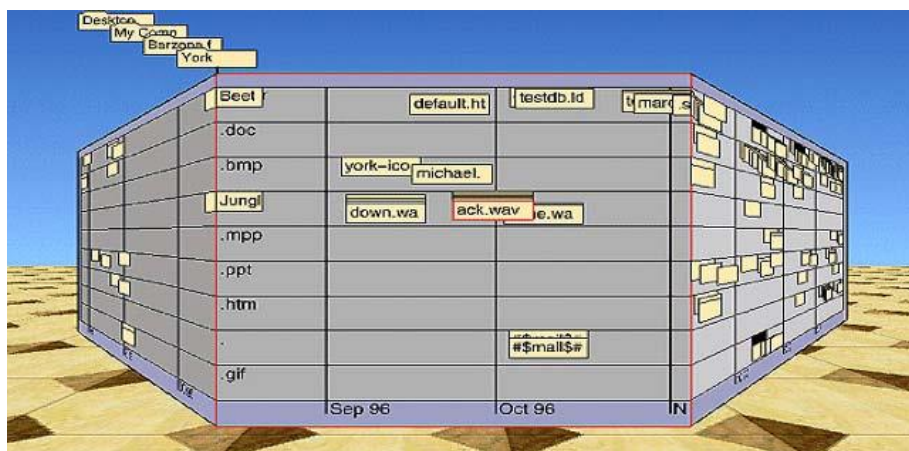 Desktop
My Comp
Barzona.f
York
Beet
default.ht
testdb.ld
marc
.s
.doc
.bmp
york-ico
michael.
Jungl
down.wa
ack.wav
e.wa
.mpp
.ppt
.htm
.
#$mail$#
.gif
Sep 96
Oct 96
N